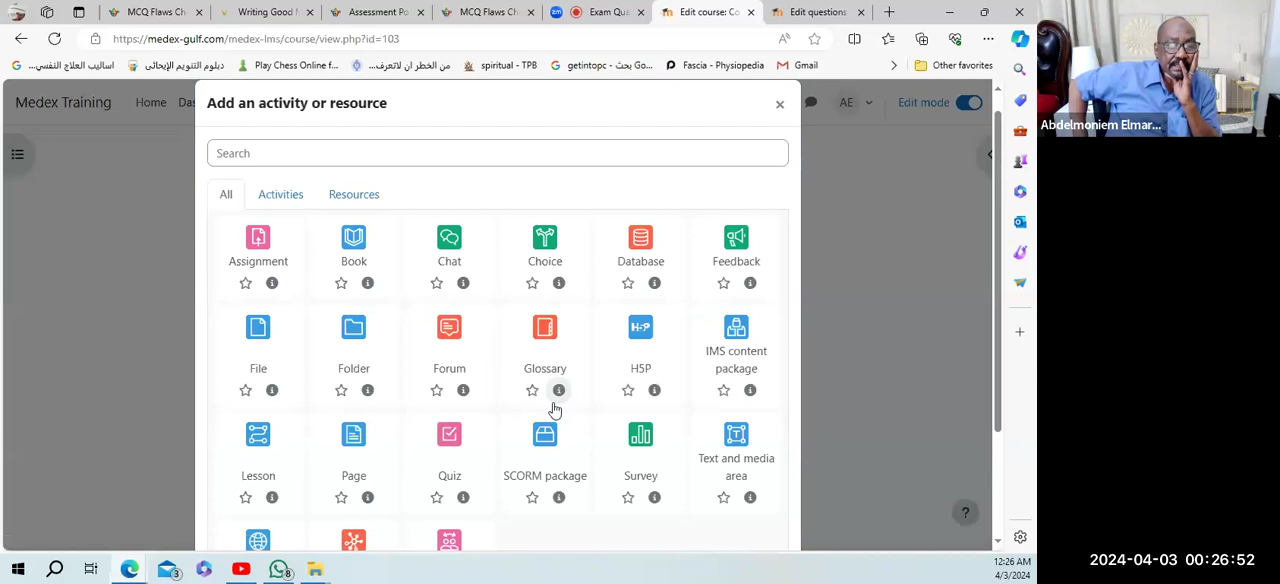 MCQ Flaws Ch
Writing Good M
Assessment Po
MCQ Flaws Ch
zm
Exam Qu
Edit course: Co
Edit questions
https://medex-gulf.com/medex-lms/course/view.php?id=103
اساليب العلاج النفسي...
دبلوم التنويم الإيحائي
Play Chess Online f...
من الخطر ان لاتعرف...
spiritual - TPB
getintopc - بحث Go...
Fascia - Physiopedia
Gmail
Other favorites
Medex Training
Home
Das
AE
Edit mode
Add an activity or resource
Search
All
Activities
Resources
Assignment
Book
Chat
Choice
Database
Feedback
File
Folder
Forum
Glossary
H5P
IMS content
package
Lesson
Page
Quiz
SCORM package
Survey
Text and media
area
?
Abdelmoniem Elmar...
3
8
12:26 AM
4/3/2024
2024-04-03 00:26:52